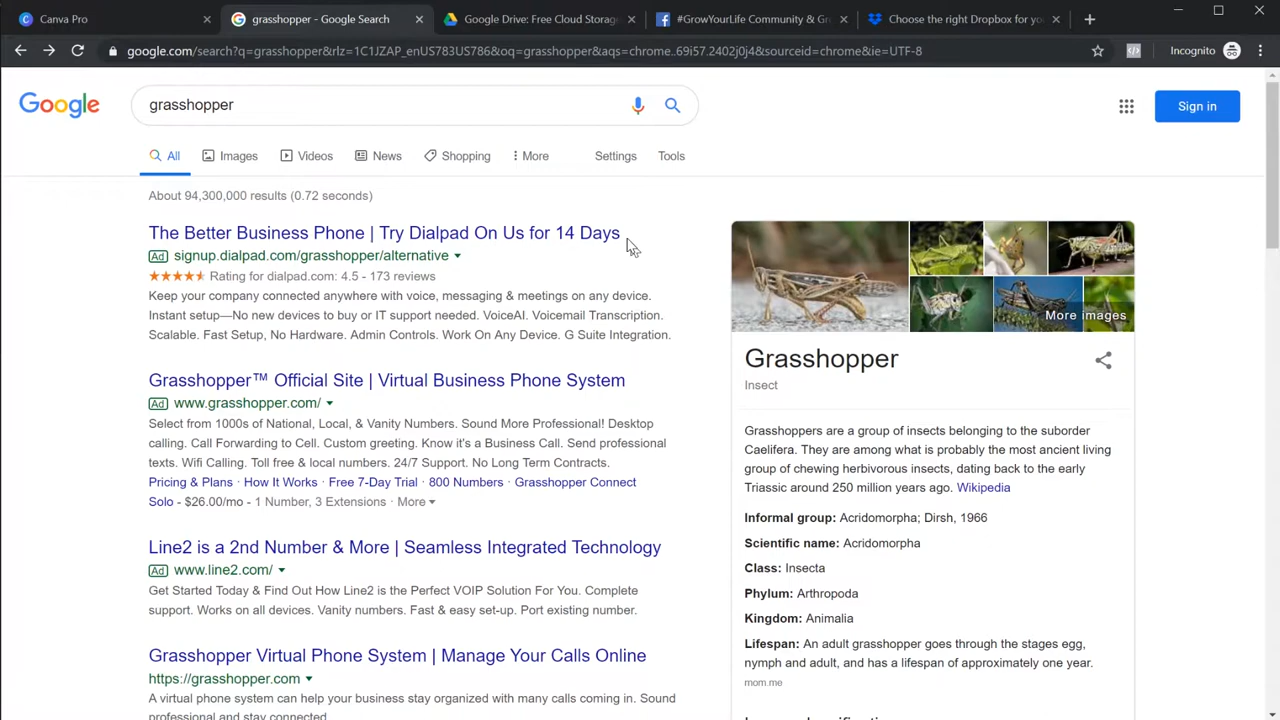 Canva Pro
grasshopper - Google Search
Google Drive: Free Cloud Storag
#GrowYourLife Community & Gr
Choose the right Dropbox for yo
google.com/search?q=grasshopper&rlz=1C1JZAP_enUS783US786&oq=grasshopper&aqs=chrome..69i57.2402j0j4&sourceid=chrome&ie=UTF-8
Incognito
Google
grasshopper
Sign in
All
Images
Videos
News
Shopping
More
Settings
Tools
About 94,300,000 results (0.72 seconds)
The Better Business Phone | Try Dialpad On Us for 14 Days
Ad signup.dialpad.com/grasshopper/alternative
Rating for dialpad.com: 4.5 - 173 reviews
Keep your company connected anywhere with voice, messaging & meetings on any device.
Instant setup—No new devices to buy or IT support needed. VoiceAI. Voicemail Transcription.
Scalable. Fast Setup, No Hardware. Admin Controls. Work On Any Device. G Suite Integration.
Grasshopper™ Official Site | Virtual Business Phone System
Ad www.grasshopper.com/
Select from 1000s of National, Local, & Vanity Numbers. Sound More Professional! Desktop
calling. Call Forwarding to Cell. Custom greeting. Know it's a Business Call. Send professional
texts. Wifi Calling. Toll free & local numbers. 24/7 Support. No Long Term Contracts.
Pricing & Plans · How It Works · Free 7-Day Trial · 800 Numbers · Grasshopper Connect
Solo - $26.00/mo - 1 Number, 3 Extensions · More
Line2 is a 2nd Number & More | Seamless Integrated Technology
Ad www.line2.com/
Get Started Today & Find Out How Line2 is the Perfect VOIP Solution For You. Complete
support. Works on all devices. Vanity numbers. Fast & easy set-up. Port existing number.
Grasshopper Virtual Phone System | Manage Your Calls Online
https://grasshopper.com
A virtual phone system can help your business stay organized with many calls coming in. Sound
professional and stay connected.
More images
Grasshopper
Insect
Grasshoppers are a group of insects belonging to the suborder
Caelifera. They are among what is probably the most ancient living
group of chewing herbivorous insects, dating back to the early
Triassic around 250 million years ago. Wikipedia
Informal group: Acridomorpha; Dirsh, 1966
Scientific name: Acridomorpha
Class: Insecta
Phylum: Arthropoda
Kingdom: Animalia
Lifespan: An adult grasshopper goes through the stages egg,
nymph and adult, and has a lifespan of approximately one year.
mom.me